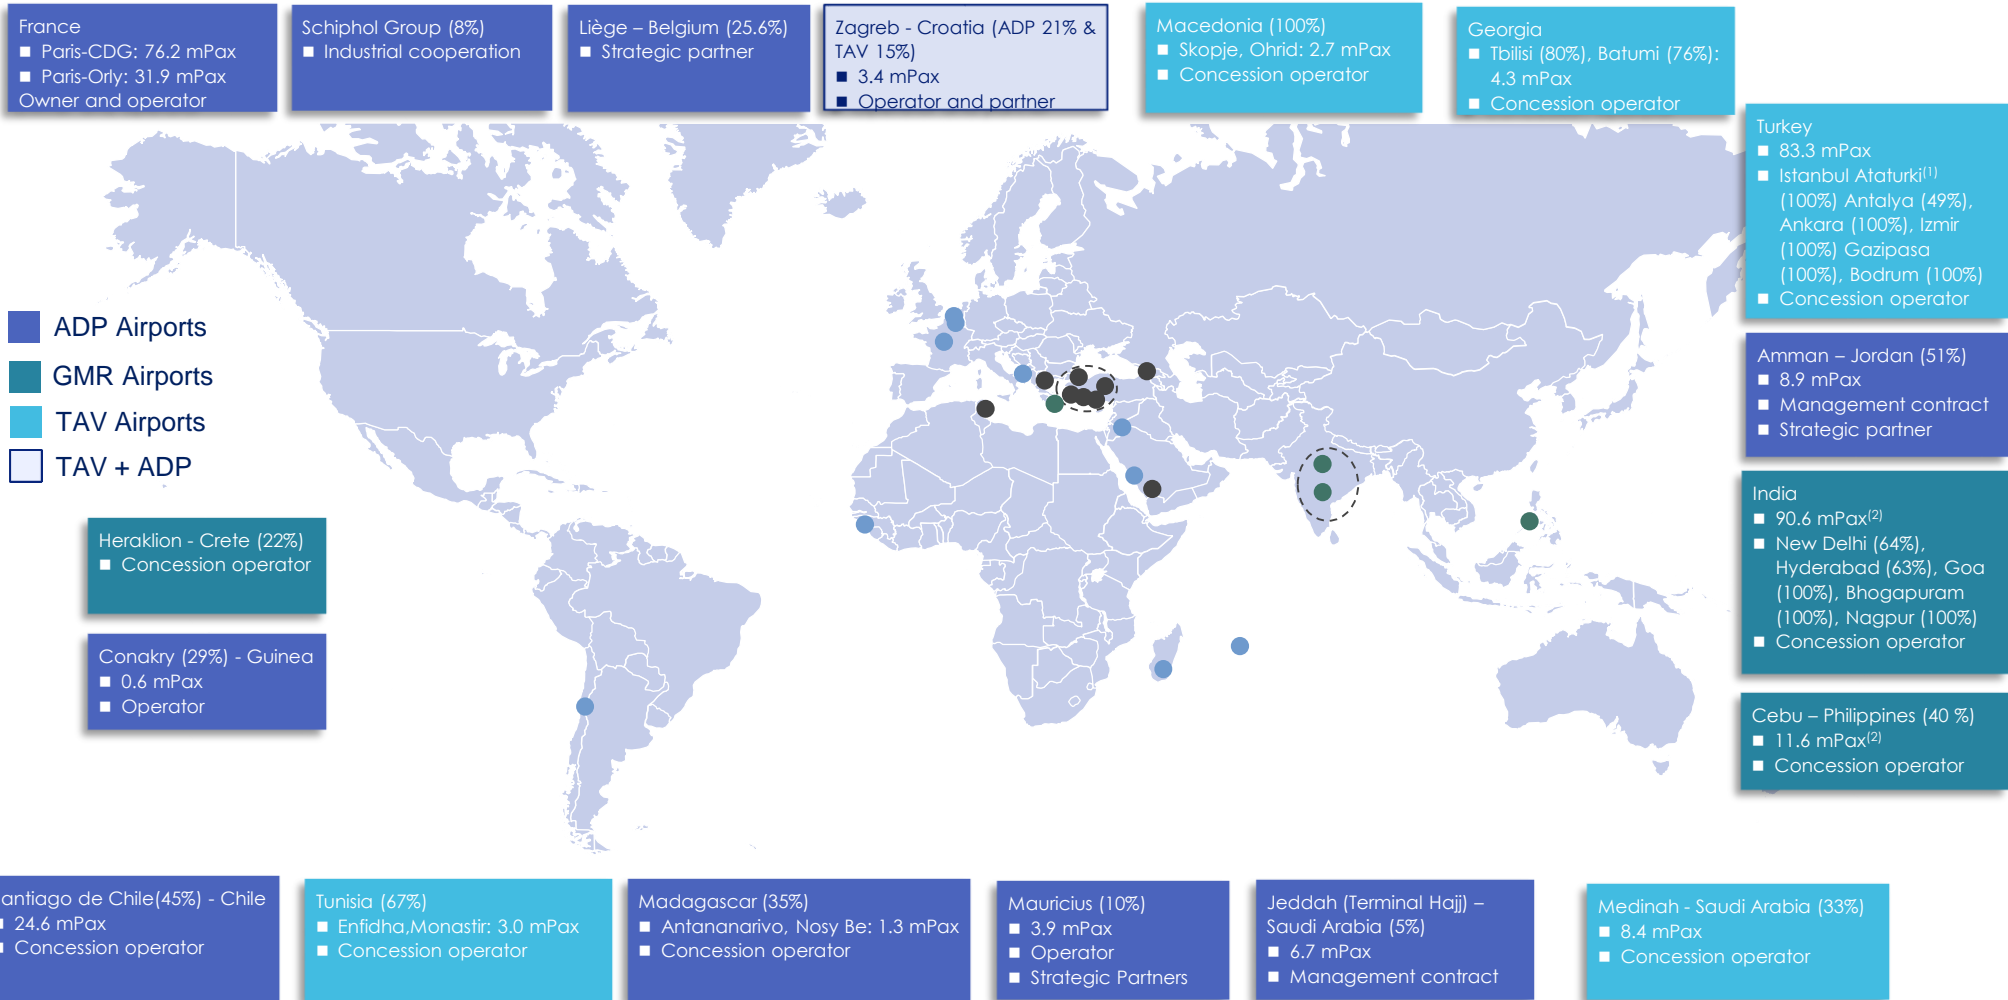 France
■ Paris-CDG: 76.2 mPax
■ Paris-Orly: 31.9 mPax
Owner and operator
Schiphol Group (8%)
■ Industrial cooperation
Liège – Belgium (25.6%)
■ Strategic partner
Zagreb - Croatia (ADP 21% &
TAV 15%)
■ 3.4 mPax
■ Operator and partner
Macedonia (100%)
■ Skopje, Ohrid: 2.7 mPax
■ Concession operator
Georgia
■ Tbilisi (80%), Batumi (76%):
4.3 mPax
■ Concession operator
Turkey
■ 83.3 mPax
■ Istanbul Ataturki(1)
(100%) Antalya (49%),
Ankara (100%), Izmir
(100%) Gazipasa
(100%), Bodrum (100%)
■ Concession operator
ADP Airports
GMR Airports
TAV Airports
TAV + ADP
Amman – Jordan (51%)
■ 8.9 mPax
■ Management contract
■ Strategic partner
India
■ 90.6 mPax(2)
■ New Delhi (64%),
Hyderabad (63%), Goa
(100%), Bhogapuram
(100%), Nagpur (100%)
■ Concession operator
Heraklion - Crete (22%)
■ Concession operator
Conakry (29%) - Guinea
■ 0.6 mPax
■ Operator
Cebu – Philippines (40 %)
■ 11.6 mPax(2)
■ Concession operator
antiago de Chile(45%) - Chile
■ 24.6 mPax
■ Concession operator
Tunisia (67%)
■ Enfidha,Monastir: 3.0 mPax
■ Concession operator
Madagascar (35%)
■ Antananarivo, Nosy Be: 1.3 mPax
■ Concession operator
Mauricius (10%)
■ 3.9 mPax
■ Operator
■ Strategic Partners
Jeddah (Terminal Hajj) –
Saudi Arabia (5%)
■ 6.7 mPax
■ Management contract
Medinah - Saudi Arabia (33%)
■ 8.4 mPax
■ Concession operator